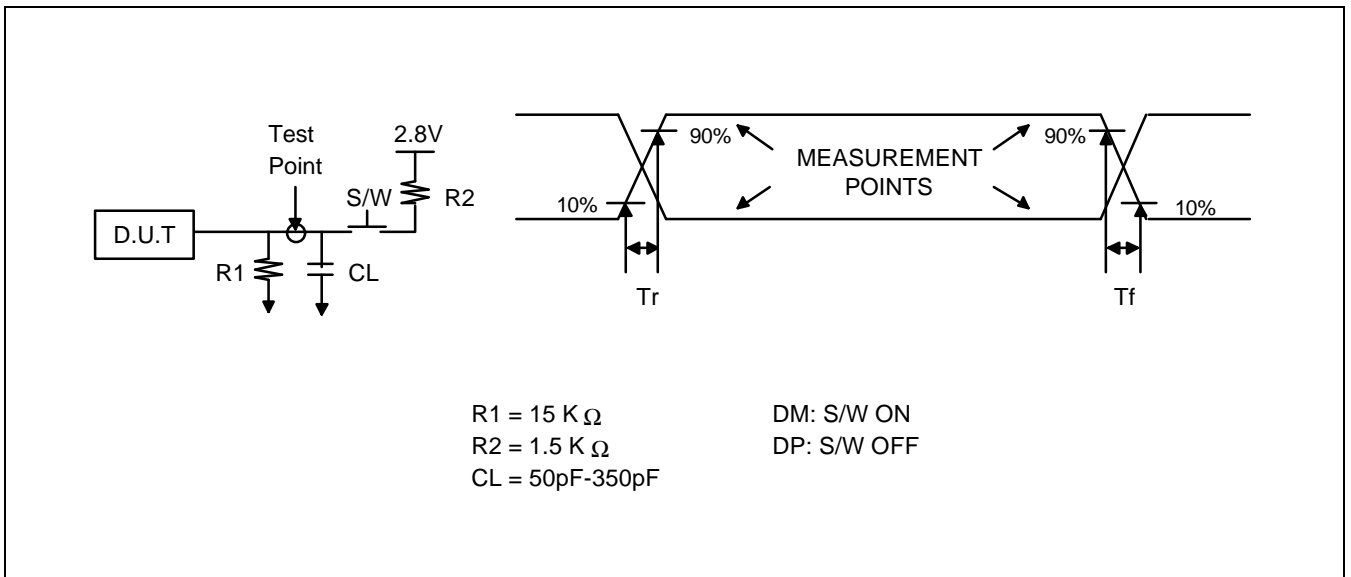 Test
Point
2.8V
S/W
R2
D.U.T
R1
CL
90%
MEASUREMENT
POINTS
90%
10%
10%
Tr
Tf
R1 = 15 K Ω
R2 = 1.5 K Ω
CL = 50pF-350pF
DM: S/W ON
DP: S/W OFF